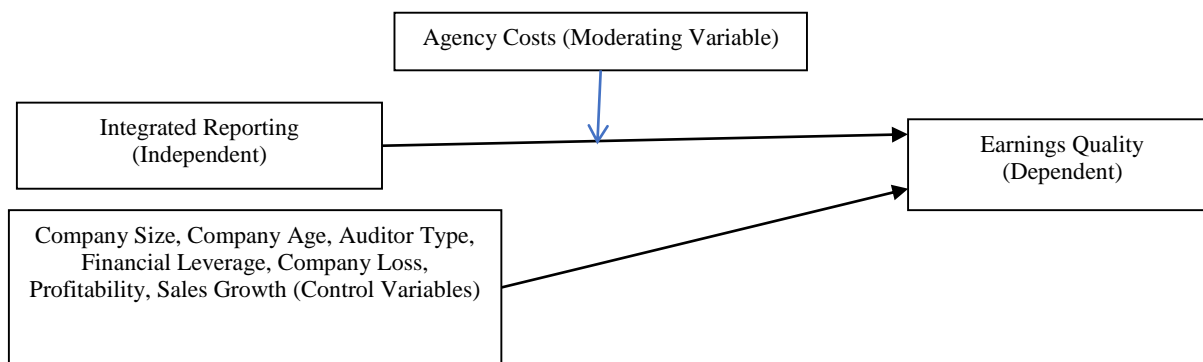 Agency Costs (Moderating Variable)
Integrated Reporting
(Independent)
Earnings Quality
(Dependent)
Company Size, Company Age, Auditor Type,
Financial Leverage, Company Loss,
Profitability, Sales Growth (Control Variables)